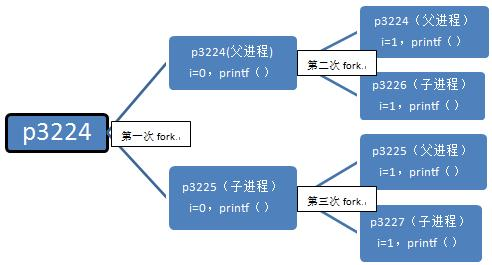 p3224
第一次 fork.
p3224(父进程)
i=0，printf（）
p3225（子进程）
i=0，printf（）
第二次 fork.
p3224（父进程）
i=1，printf（）
p3226（子进程）
i=1，printf（）
第三次 fork.
p3225（父进程）
i=1，printf（）
p3227（子进程）
i=1，printf（）